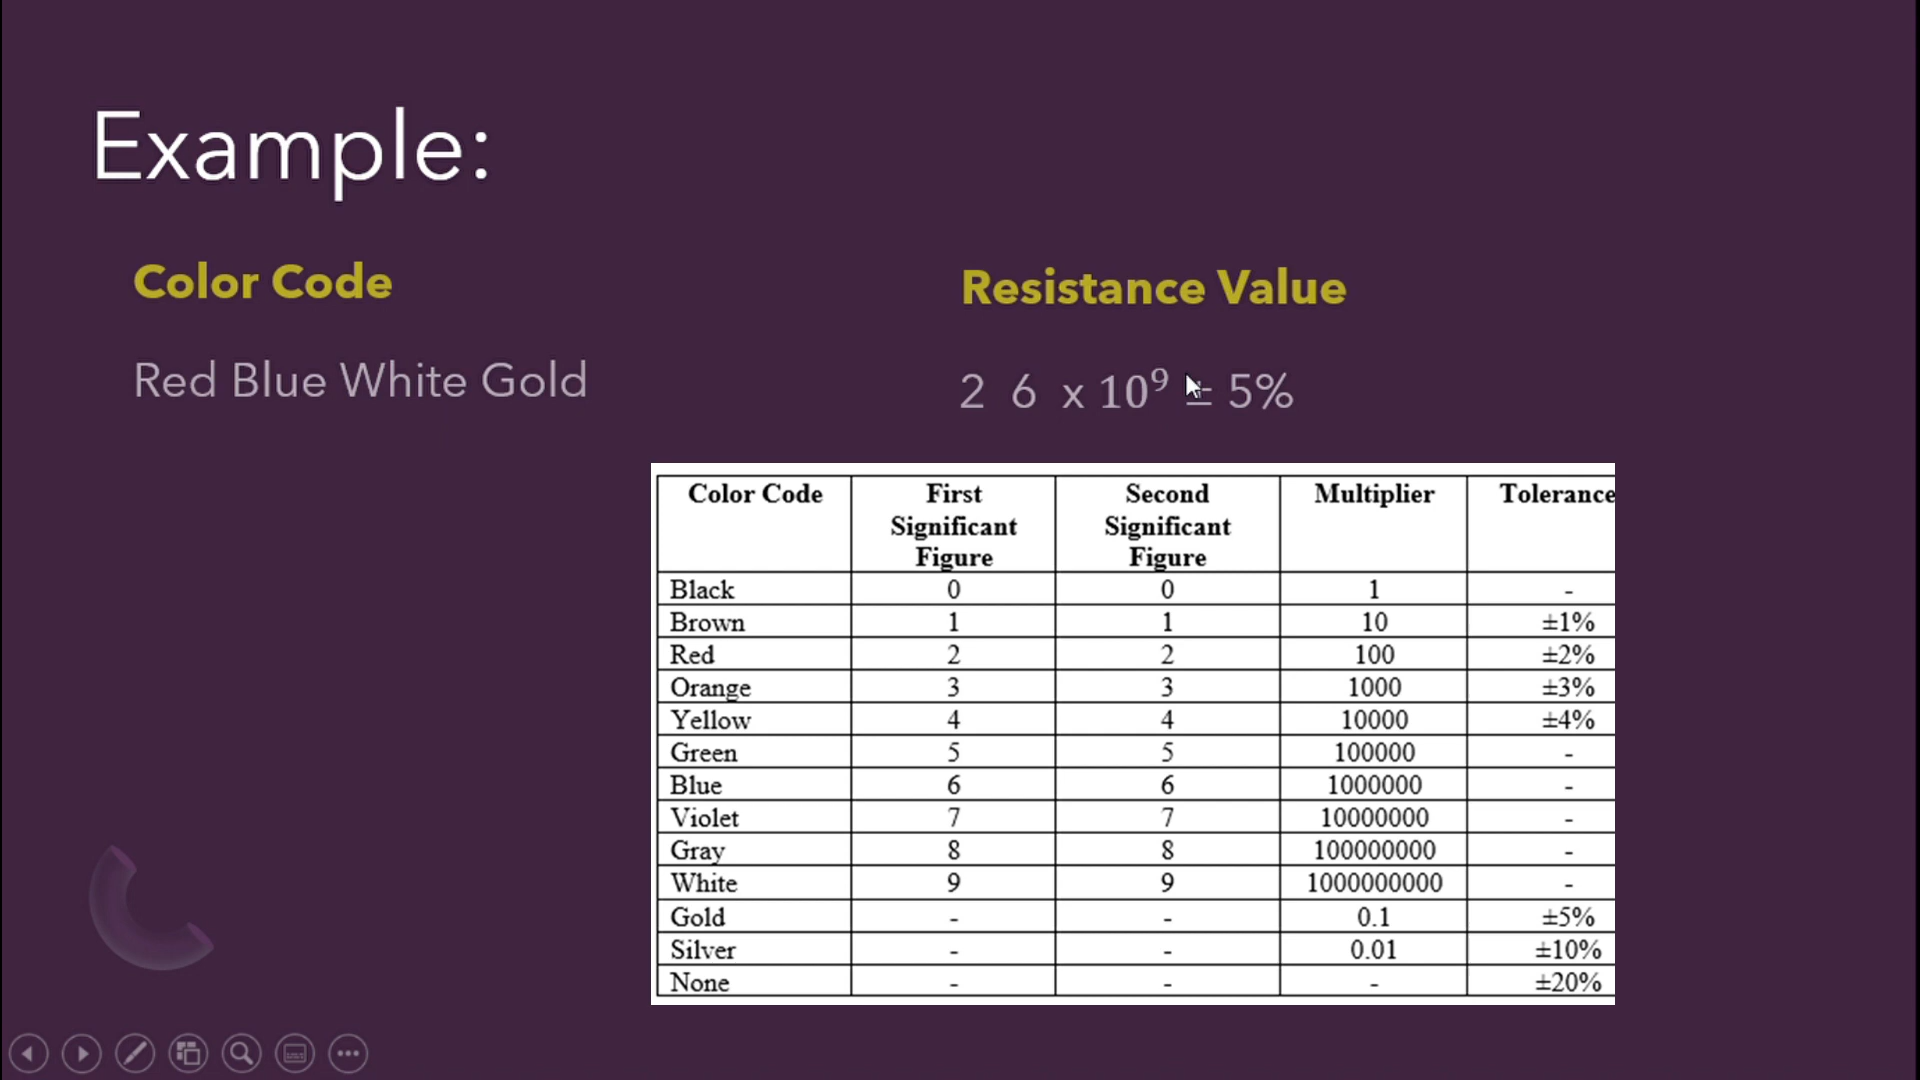 Example:
Color Code
Resistance Value
Red Blue White Gold
2 6 x 10⁹ ± 5%
Color Code First Significant Figure Second Significant Figure Multiplier Tolerance
Black 0 0 1 -
Brown 1 1 10 ±1%
Red 2 2 100 ±2%
Orange 3 3 1000 ±3%
Yellow 4 4 10000 ±4%
Green 5 5 100000 -
Blue 6 6 1000000 -
Violet 7 7 10000000 -
Gray 8 8 100000000 -
White 9 9 1000000000 -
Gold - - 0.1 ±5%
Silver - - 0.01 ±10%
None - - - ±20%